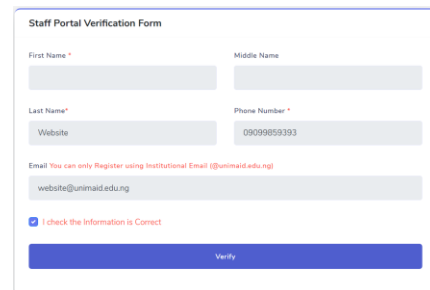 Staff Portal Verification Form
First Name * Middle Name
Last Name* Phone Number *
Website 09099859393
Email You can only Register using Institutional Email (@unimaid.edu.ng)
website@unimaid.edu.ng
I check the Information is Correct
Verify